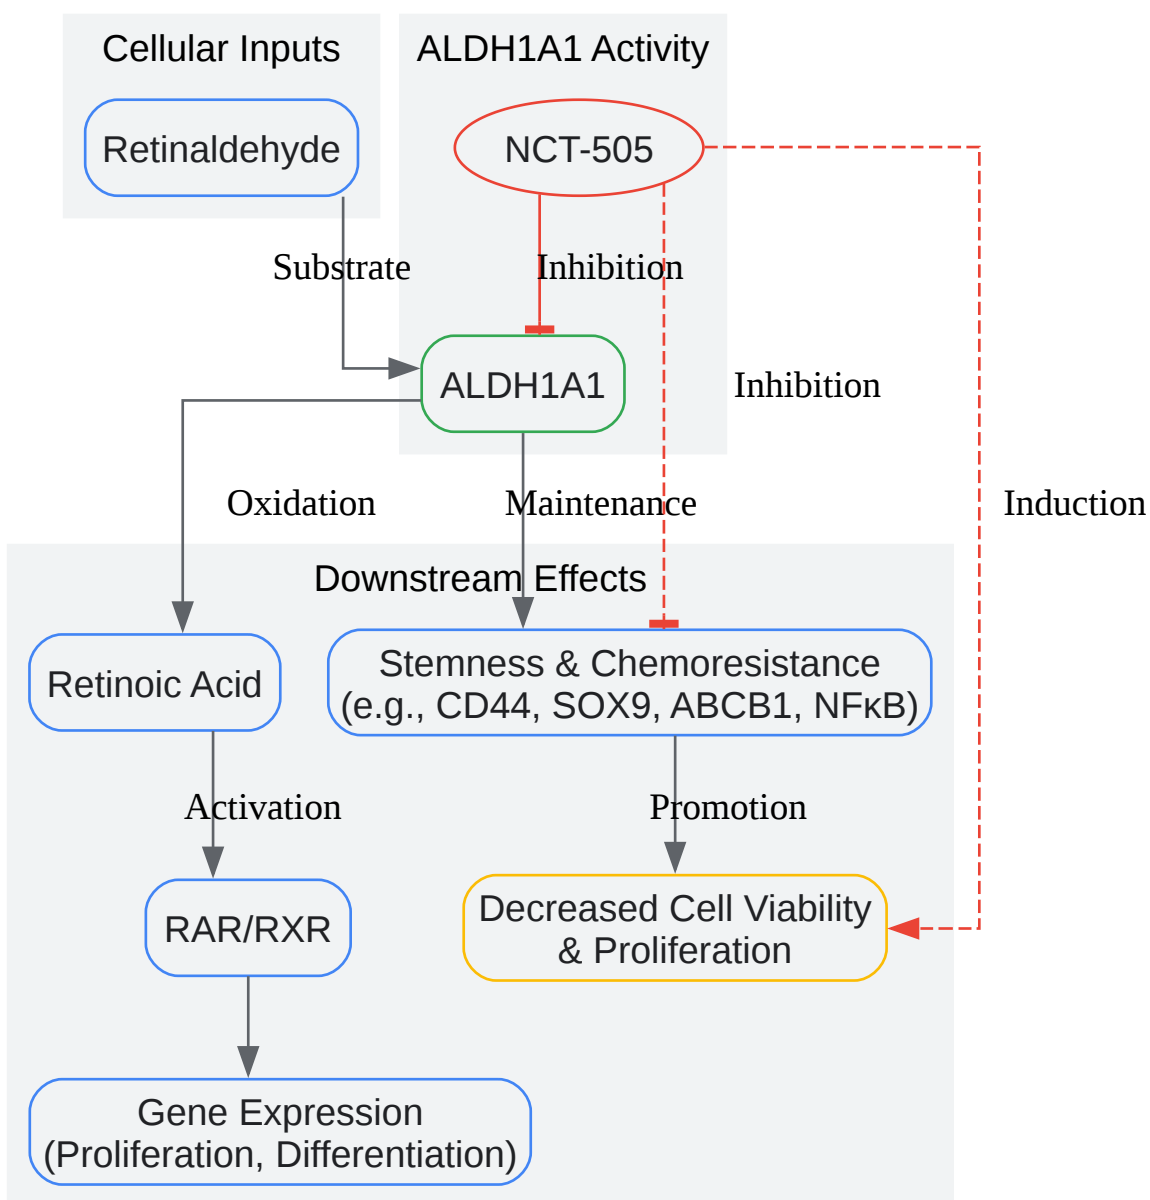 Cellular Inputs
ALDH1A1 Activity
Retinaldehyde
NCT-505
Substrate
Inhibition
ALDH1A1
Inhibition
Oxidation
Maintenance
Induction
Downstream Effects
Retinoic Acid
Stemness & Chemoresistance
(e.g., CD44, SOX9, ABCB1, NFκB)
Activation
Promotion
RAR/RXR
Decreased Cell Viability
& Proliferation
Gene Expression
(Proliferation, Differentiation)